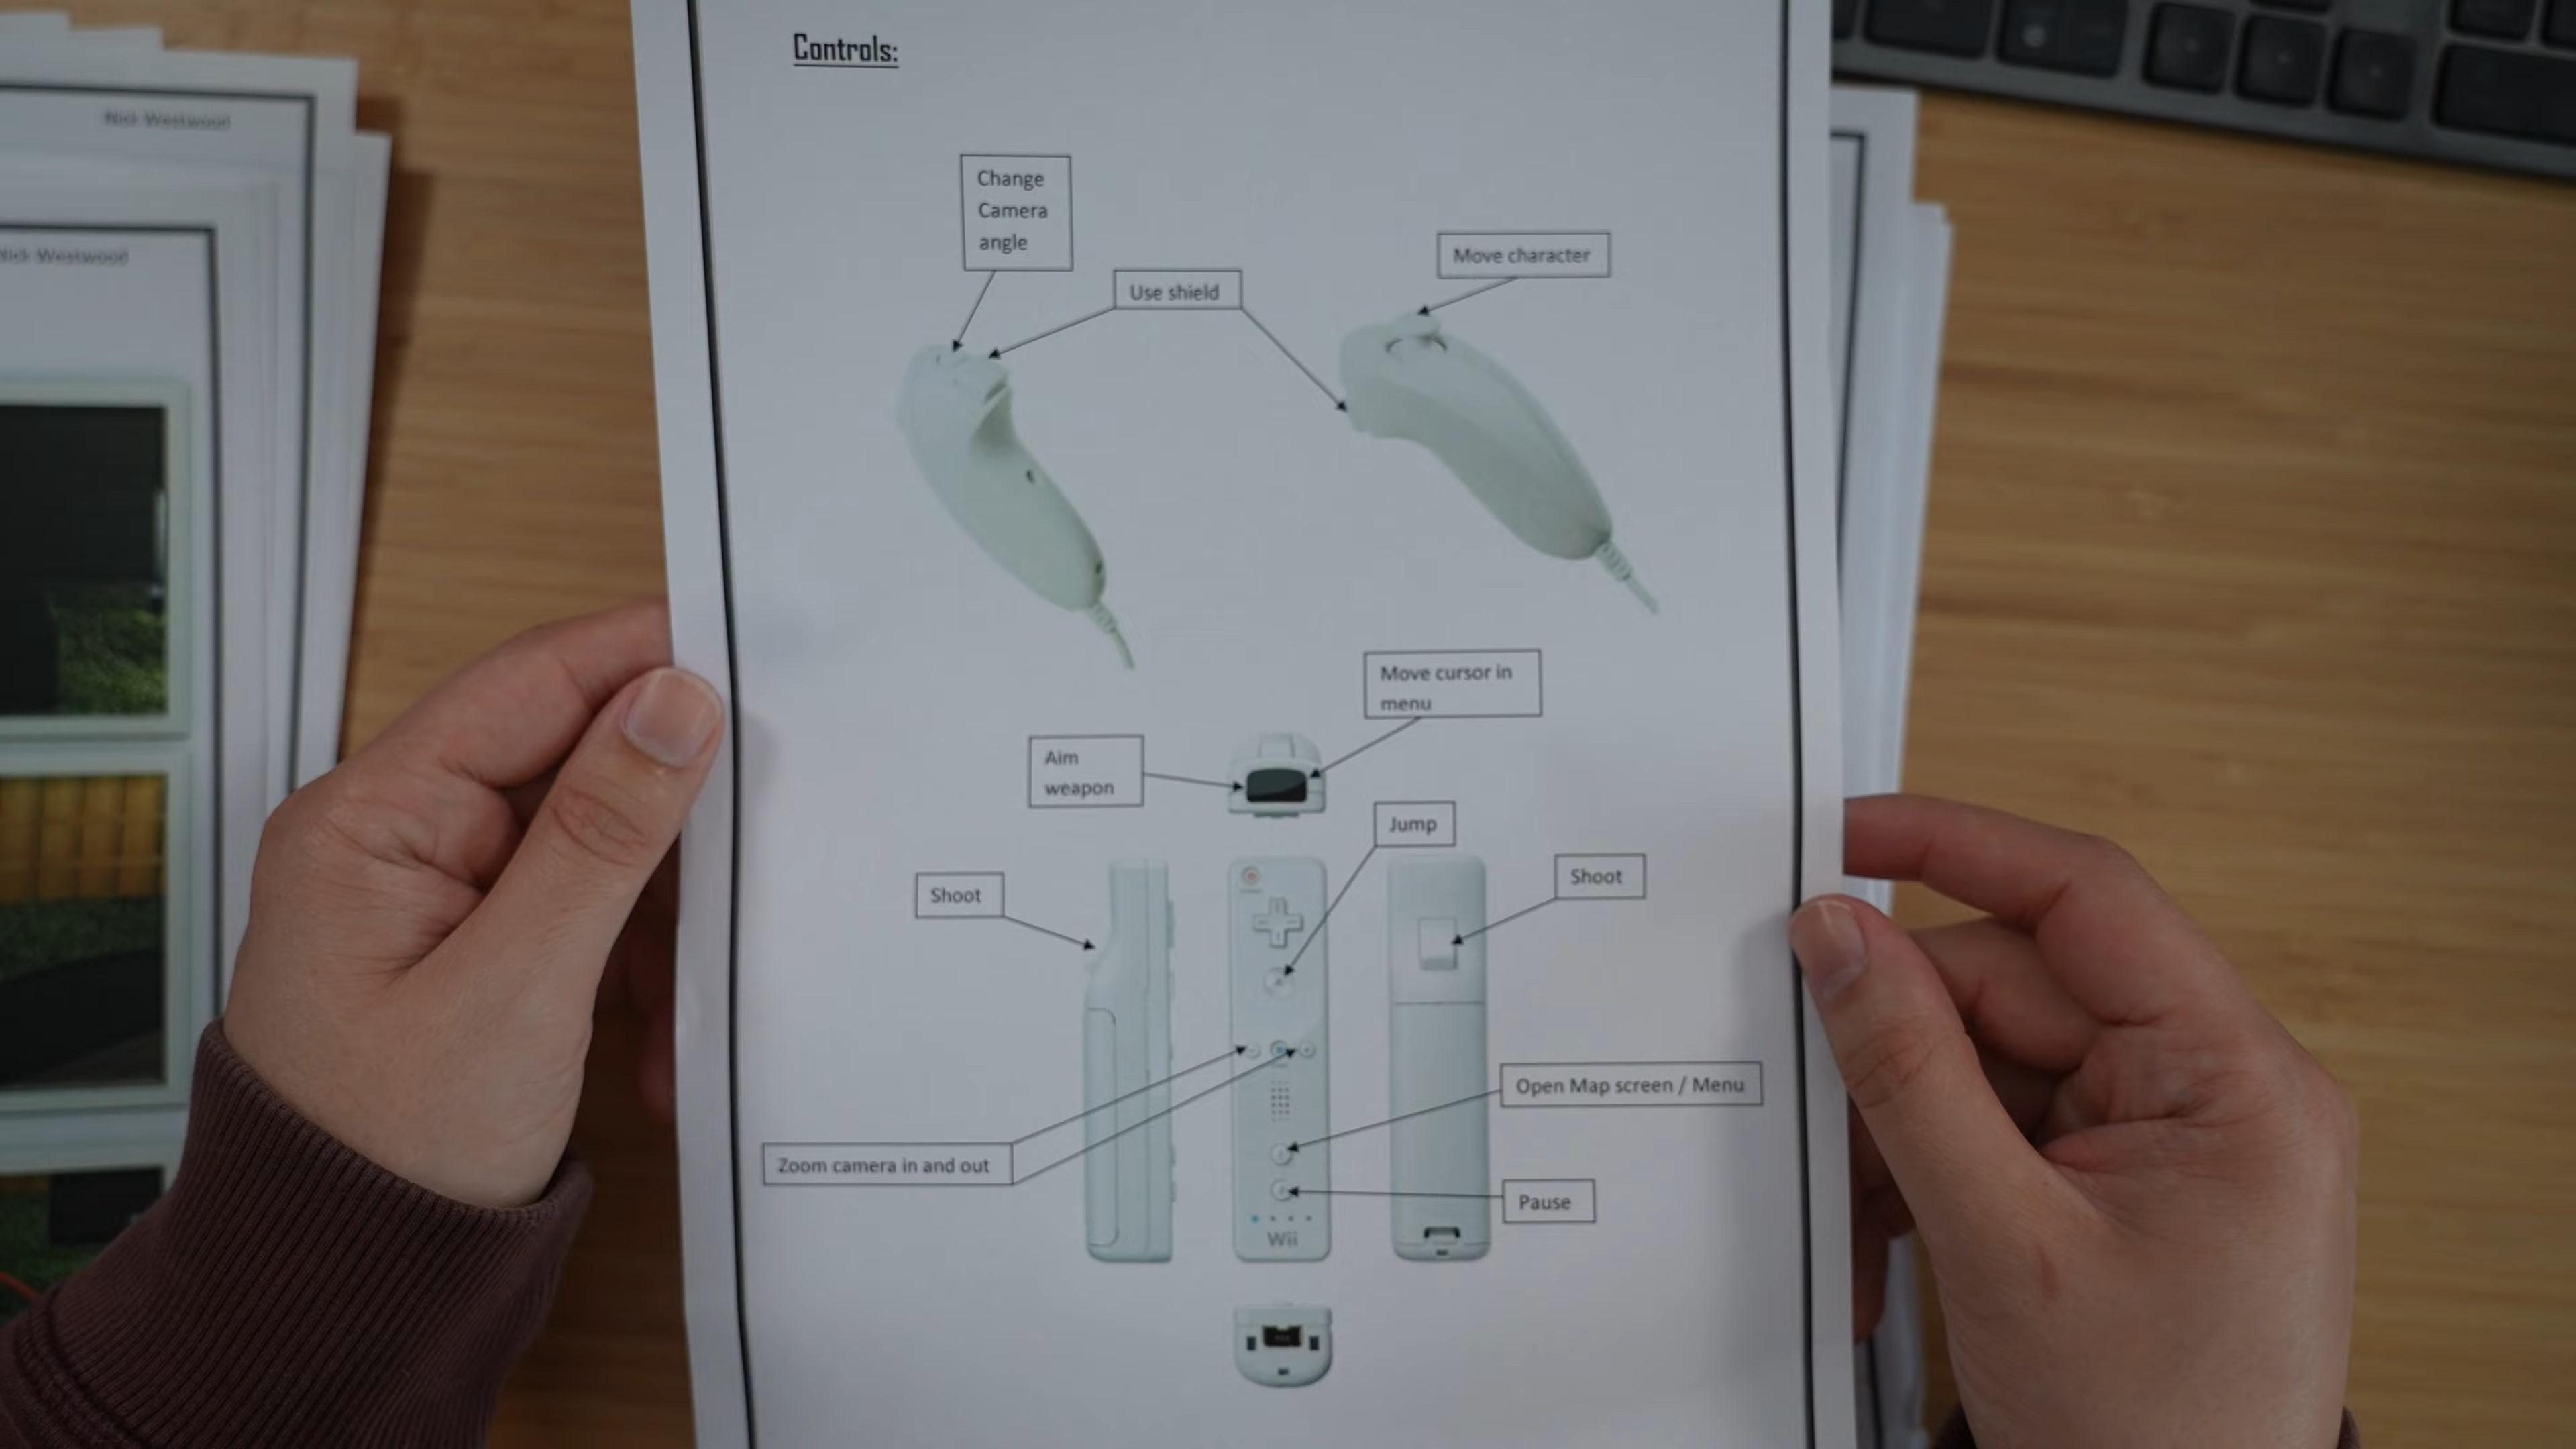 Controls:
Nick Westwood
Nick Westwood
Change
Camera
angle
Use shield
Move character
Move cursor in
menu
Aim
weapon
Jump
Shoot
Shoot
Open Map screen / Menu
Zoom camera in and out
Pause
Wii